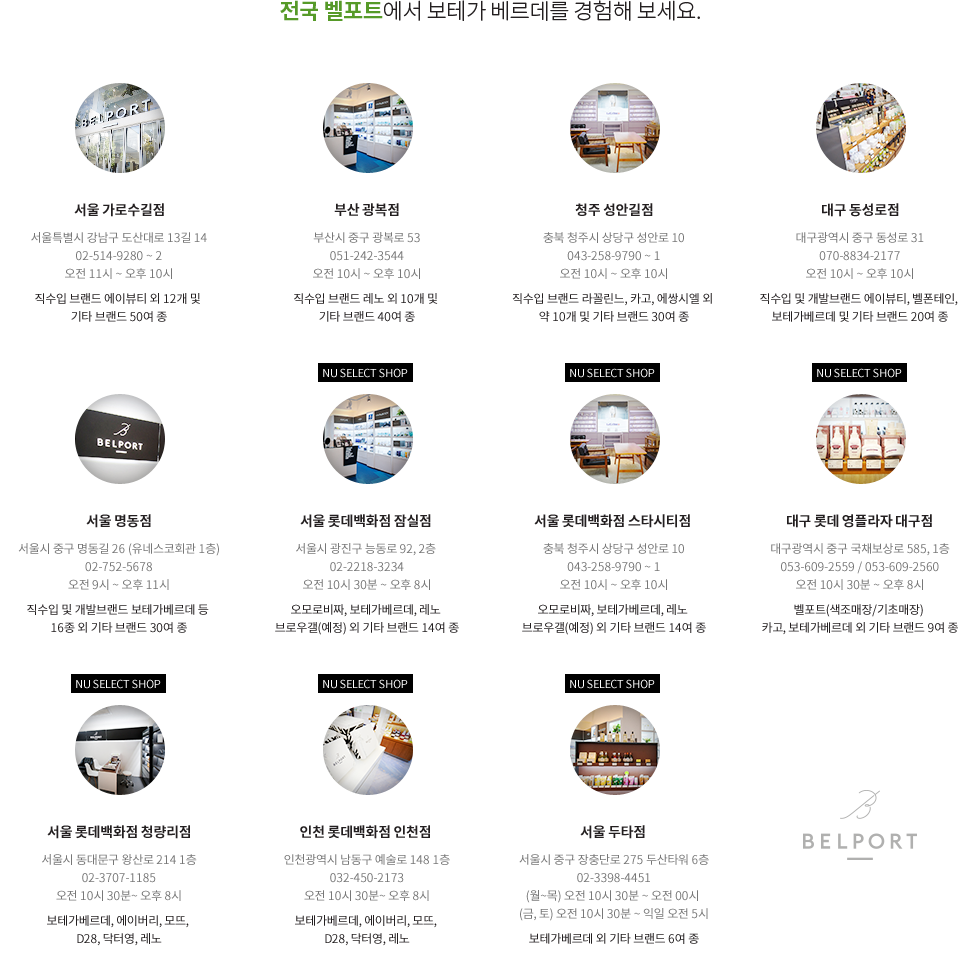 전국 벨포트에서 보테가 베르데를 경험해 보세요.
BELPORT
서울 가로수길점
서울특별시 강남구 도산대로 13길 14
02-514-9280 ~ 2
오전 11시 ~ 오후 10시
직수입 브랜드 에이뷰티 외 12개 및
기타 브랜드 50여 종
부산 광복점
부산시 중구 광복로 53
051-242-3544
오전 10시 ~ 오후 10시
직수입 브랜드 레노 외 10개 및
기타 브랜드 40여 종
청주 성안길점
충북 청주시 상당구 성안로 10
043-258-9790 ~ 1
오전 10시 ~ 오후 10시
직수입 브랜드 라꼴린느, 카고, 에쌍시엘 외
약 10개 및 기타 브랜드 30여 종
대구 동성로점
대구광역시 중구 동성로 31
070-8834-2177
오전 10시 ~ 오후 10시
직수입 및 개발브랜드 에이뷰티, 벨폰테인,
보테가베르데 및 기타 브랜드 20여 종
BELPORT
서울 명동점
서울시 중구 명동길 26 (유네스코회관 1층)
02-752-5678
오전 9시 ~ 오후 11시
직수입 및 개발브랜드 보테가베르데 등
16종 외 기타 브랜드 30여 종
NU SELECT SHOP
서울 롯데백화점 잠실점
서울시 광진구 능동로 92, 2층
02-2218-3234
오전 10시 30분 ~ 오후 8시
오모로비짜, 보테가베르데, 레노
브로우갤(예정) 외 기타 브랜드 14여 종
NU SELECT SHOP
서울 롯데백화점 스타시티점
충북 청주시 상당구 성안로 10
043-258-9790 ~ 1
오전 10시 ~ 오후 10시
오모로비짜, 보테가베르데, 레노
브로우갤(예정) 외 기타 브랜드 14여 종
NU SELECT SHOP
대구 롯데 영플라자 대구점
대구광역시 중구 국채보상로 585, 1층
053-609-2559 / 053-609-2560
오전 10시 30분 ~ 오후 8시
벨포트(색조매장/기초매장)
카고, 보테가베르데 외 기타 브랜드 9여 종
NU SELECT SHOP
BELPORT
서울 롯데백화점 청량리점
서울시 동대문구 왕산로 214 1층
02-3707-1185
오전 10시 30분~ 오후 8시
보테가베르데, 에이버리, 모뜨,
D28, 닥터영, 레노
NU SELECT SHOP
인천 롯데백화점 인천점
인천광역시 남동구 예술로 148 1층
032-450-2173
오전 10시 30분~ 오후 8시
보테가베르데, 에이버리, 모뜨,
D28, 닥터영, 레노
NU SELECT SHOP
서울 두타점
서울시 중구 장충단로 275 두산타워 6층
02-3398-4451
(월~목) 오전 10시 30분 ~ 오전 00시
(금, 토) 오전 10시 30분 ~ 익일 오전 5시
보테가베르데 외 기타 브랜드 6여 종
BELPORT